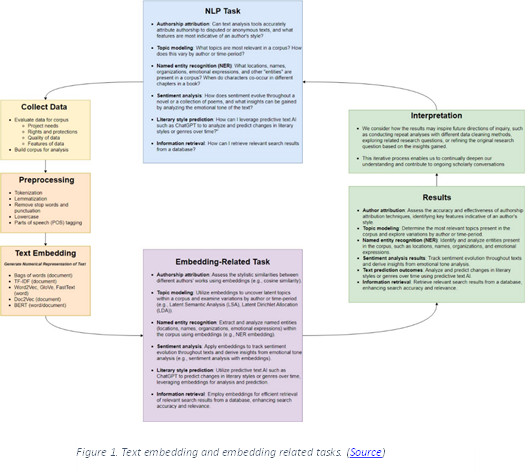 NLP Task
• Authorship attribution: Can text analysis tools accurately
attribute authorship to disputed or anonymous texts, and what
features are most indicative of an author's style?
• Topic modeling: What topics are most relevant in a corpus? How
does this vary by author or time-period?
• Named entity recognition (NER): What locations, names,
organizations, emotional expressions, and other "entities" are
present in a corpus? When do characters co-occur in different
chapters in a book?
• Sentiment analysis: How does sentiment evolve throughout a
novel or a collection of poems, and what insights can be gained
by analyzing the emotional tone of the text?
• Literary style prediction: How can I leverage predictive text AI
such as ChatGPT to to analyze and predict changes in literary
styles or genres over time?"
• Information retrieval: How can I retrieve relevant search results
from a database?
Collect Data
• Evaluate data for corpus
• Project needs
• Rights and protections
• Quality of data
• Features of data
• Build corpus for analysis
Preprocessing
• Tokenization
• Lemmatization
• Remove stop words and
punctuation
• Lowercase
• Parts of speech (POS) tagging
Text Embedding
Generate Numerical Representation of Text
• Bags of words (document)
• TF-IDF (document)
• Word2Vec, GloVe, FastText
(word)
• Doc2Vec (document)
• BERT (word/document)
Embedding-Related Task
• Authorship attribution: Assess the stylistic similarities between
different authors' works using embeddings (e.g., cosine similarity).
• Topic modeling: Utilize embeddings to uncover latent topics
within a corpus and examine variations by author or time-period
(e.g., Latent Semantic Analysis (LSA), Latent Dirichlet Allocation
(LDA)).
• Named entity recognition: Extract and analyze named entities
(locations, names, organizations, emotional expressions) within
the corpus using embeddings (e.g., NER embedding).
• Sentiment analysis: Apply embeddings to track sentiment
evolution throughout texts and derive insights from emotional tone
analysis (e.g., sentiment analysis with embeddings).
• Literary style prediction: Utilize predictive text AI such as
ChatGPT to predict changes in literary styles or genres over time,
leveraging embeddings for analysis and prediction.
• Information retrieval: Employ embeddings for efficient retrieval
of relevant search results from a database, enhancing search
accuracy and relevance.
Interpretation
• We consider how the results may inspire future directions of inquiry, such
as conducting repeat analyses with different data cleaning methods,
exploring related research questions, or refining the original research
question based on the insights gained.
• This iterative process enables us to continually deepen our
understanding and contribute to ongoing scholarly conversations.
Results
• Author attribution: Assess the accuracy and effectiveness of authorship
attribution techniques, identifying key features indicative of an author's
style.
• Topic modeling: Determine the most relevant topics present in the
corpus and explore variations by author or time-period.
• Named entity recognition (NER): Identify and analyze entities present
in the corpus, such as locations, names, organizations, and emotional
expressions.
• Sentiment analysis results: Track sentiment evolution throughout texts
and derive insights from emotional tone analysis.
• Text prediction outcomes: Analyze and predict changes in literary
styles or genres over time using predictive text AI.
• Information retrieval: Retrieve relevant search results from a database,
enhancing search accuracy and relevance.
Figure 1. Text embedding and embedding related tasks. (Source)